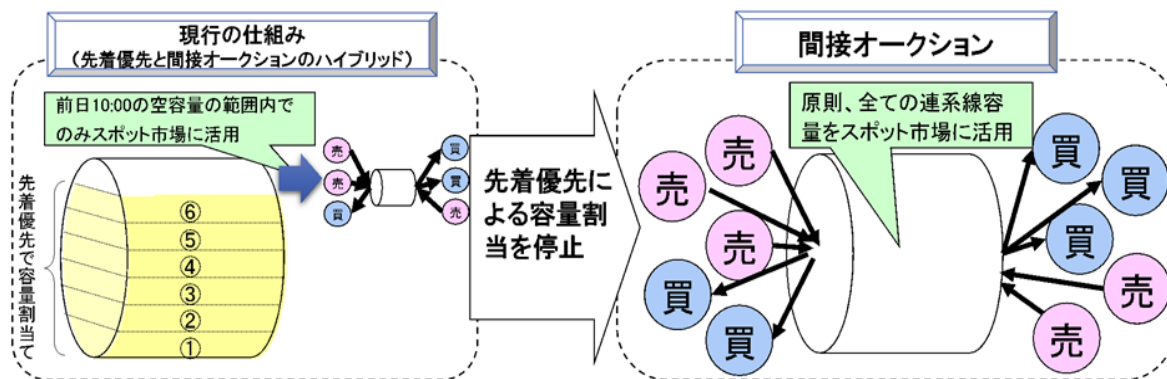 現行の仕組み
(先着優先と間接オークションのハイブリッド)
前日10:00の空容量の範囲内で
のみスポット市場に活用
先着優先で容量割当て
⑥
⑤
④
③
②
①
売
売
買
買
買
売
先着優先に
よる容量割
当を停止
間接オークション
原則、全ての連系線容
量をスポット市場に活用
売
売
売
買
買
買
買
買
売
売